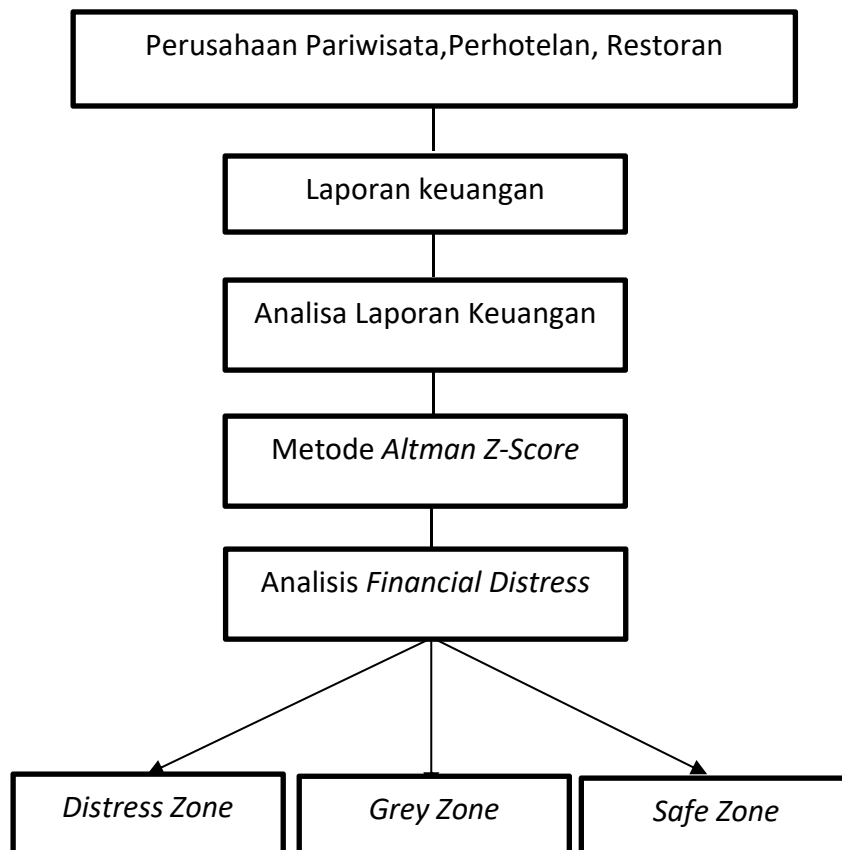 Perusahaan Pariwisata,Perhotelan, Restoran
Laporan keuangan
Analisa Laporan Keuangan
Metode Altman Z-Score
Analisis Financial Distress
Distress Zone
Grey Zone
Safe Zone